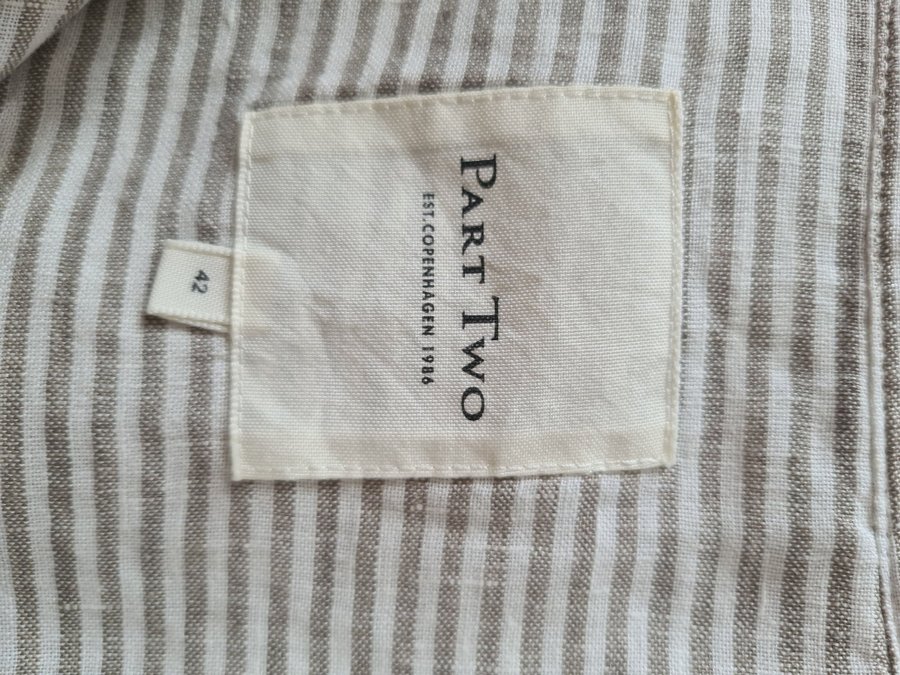 PART TWO
EST. COPENHAGEN 1986
42